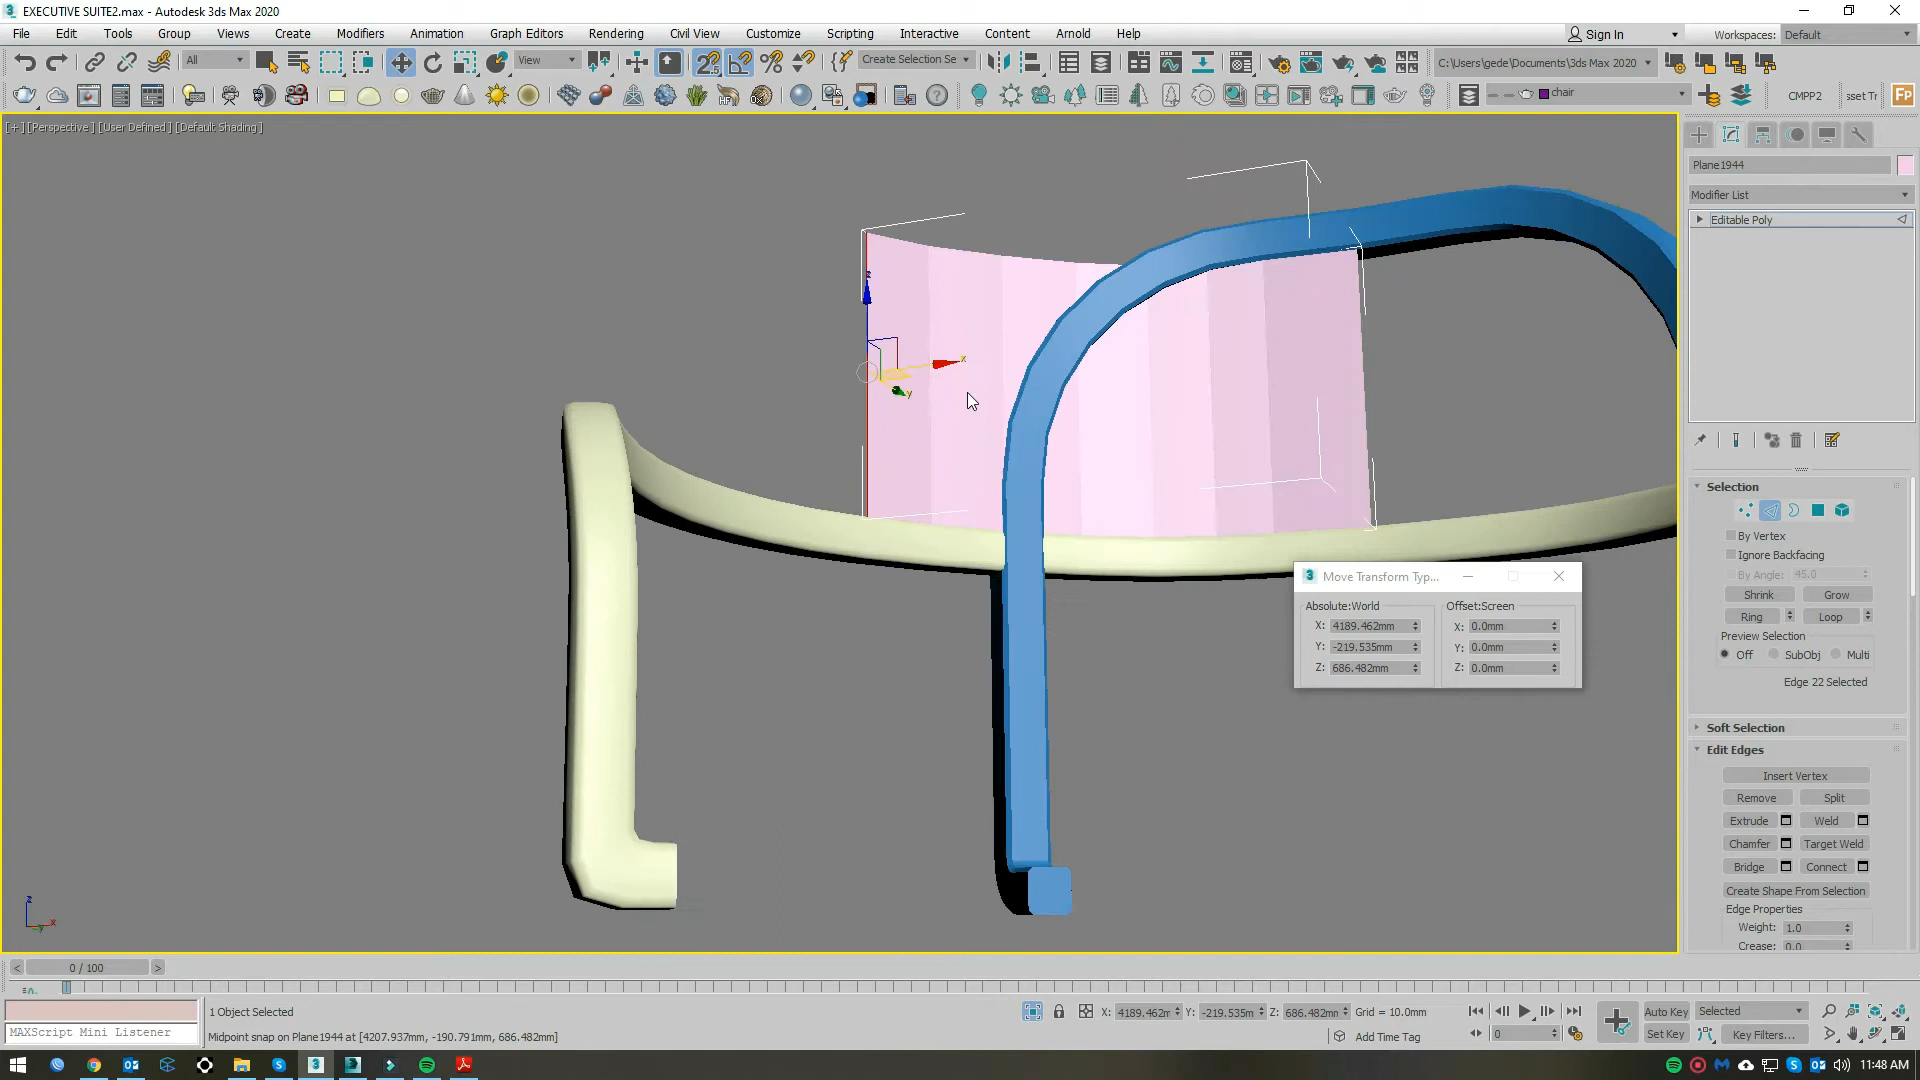 EXECUTIVE SUITE2.max - Autodesk 3ds Max 2020
File Edit Tools Group Views Create Modifiers Animation Graph Editors Rendering Civil View Customize Scripting Interactive Content Arnold Help
Sign In Workspaces: Default
All View Create Selection Se C:\Users\gede\Documents\3ds Max 2020
chair CMPP2 sset Tr Fp
[+] [Perspective] [User Defined] [Default Shading]
Plane1944
Modifier List
Editable Poly
z
x
y
Selection
By Vertex
Ignore Backfacing
By Angle: 45.0
Shrink Grow
Ring Loop
Preview Selection
Off SubObj Multi
Edge 22 Selected
Move Transform Typ...
Absolute:World Offset:Screen
X: 4189.462mm X: 0.0mm
Y: -219.535mm Y: 0.0mm
Z: 686.482mm Z: 0.0mm
Soft Selection
Edit Edges
Insert Vertex
Remove Split
Extrude Weld
Chamfer Target Weld
Bridge Connect
Create Shape From Selection
Edge Properties
Weight: 1.0
Crease: 0.0
z
x
y
< 0 / 100 >
1 Object Selected
X: 4189.462m Y: -219.535m Z: 686.482mm Grid = 10.0mm
Auto Key Selected
MAXScript Mini Listener
Midpoint snap on Plane1944 at [4207.937mm, -190.791mm, 686.482mm]
Add Time Tag
0
Set Key Key Filters...
11:48 AM